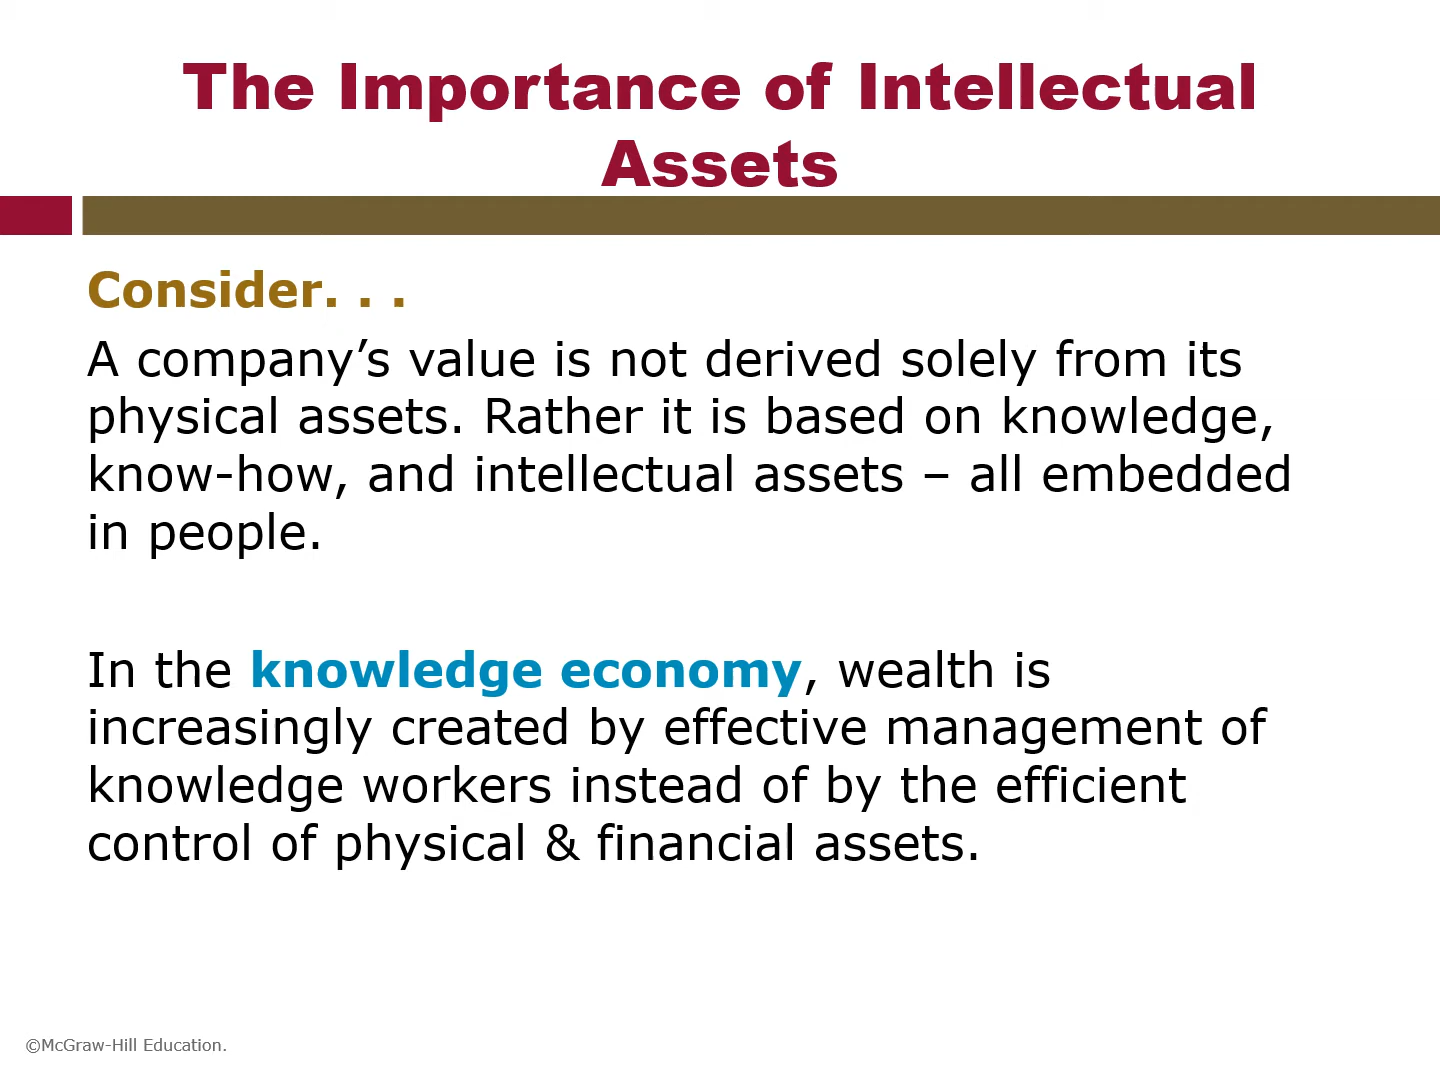 The Importance of Intellectual
Assets
Consider. . .
A company’s value is not derived solely from its
physical assets. Rather it is based on knowledge,
know-how, and intellectual assets – all embedded
in people.
In the knowledge economy, wealth is
increasingly created by effective management of
knowledge workers instead of by the efficient
control of physical & financial assets.
©McGraw-Hill Education.